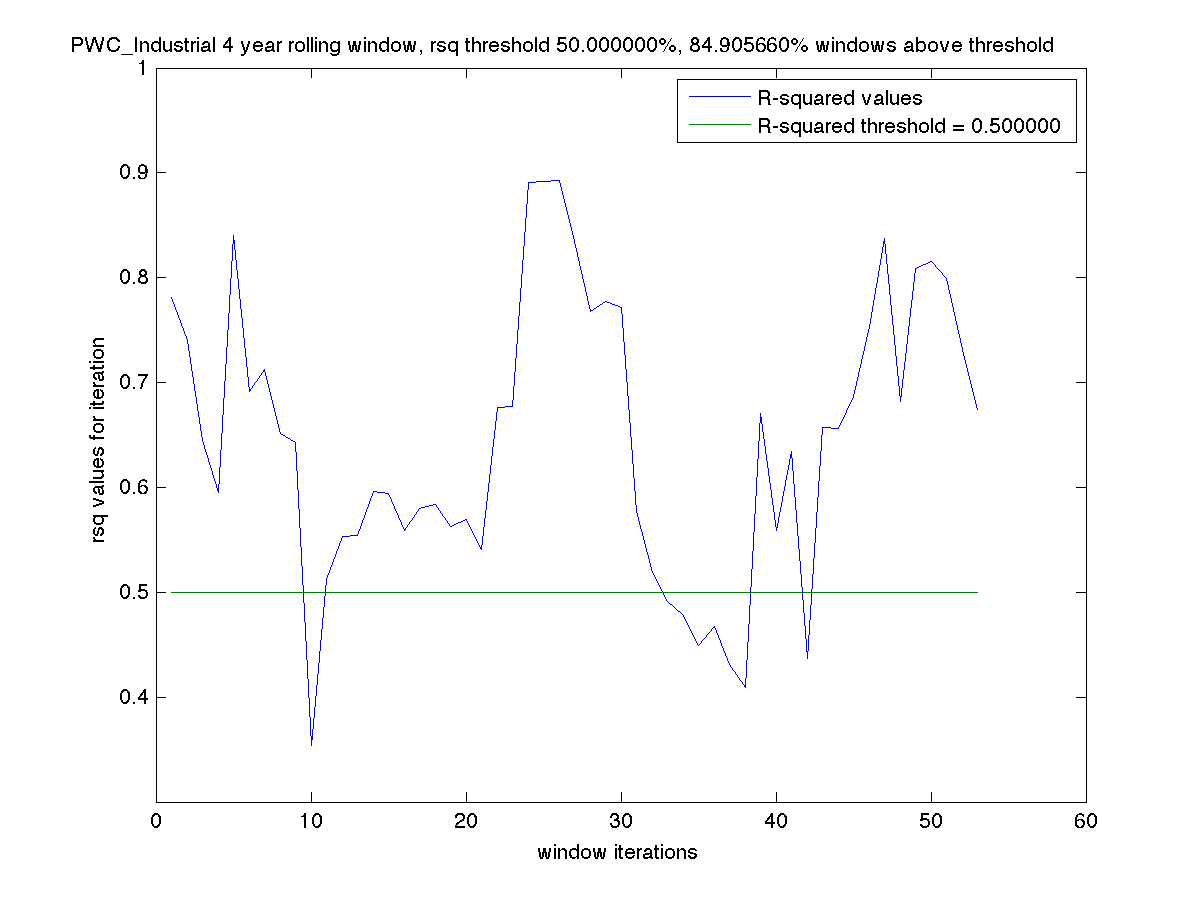 PWC_Industrial 4 year rolling window, rsq threshold 50.000000%, 84.905660% windows above threshold
R-squared values
R-squared threshold = 0.500000
1
0.9
0.8
0.7
0.6
0.5
0.4
rsq values for iteration
0 10 20 30 40 50 60
window iterations